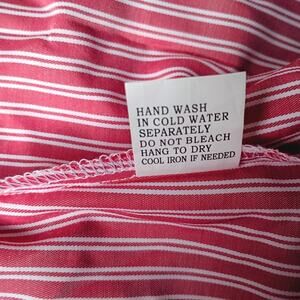 HAND WASH
IN COLD WATER
SEPARATELY
DO NOT BLEACH
HANG TO DRY
COOL IRON IF NEEDED